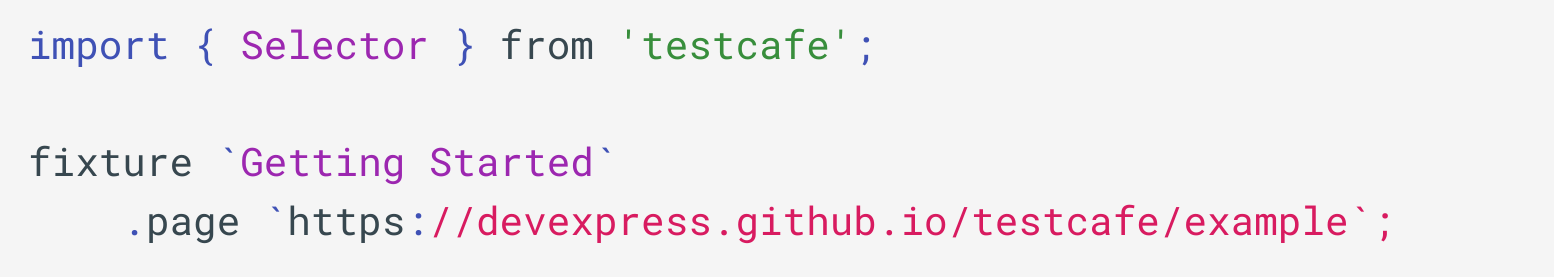 import { Selector } from 'testcafe';
fixture `Getting Started`
.page `https://devexpress.github.io/testcafe/example`;